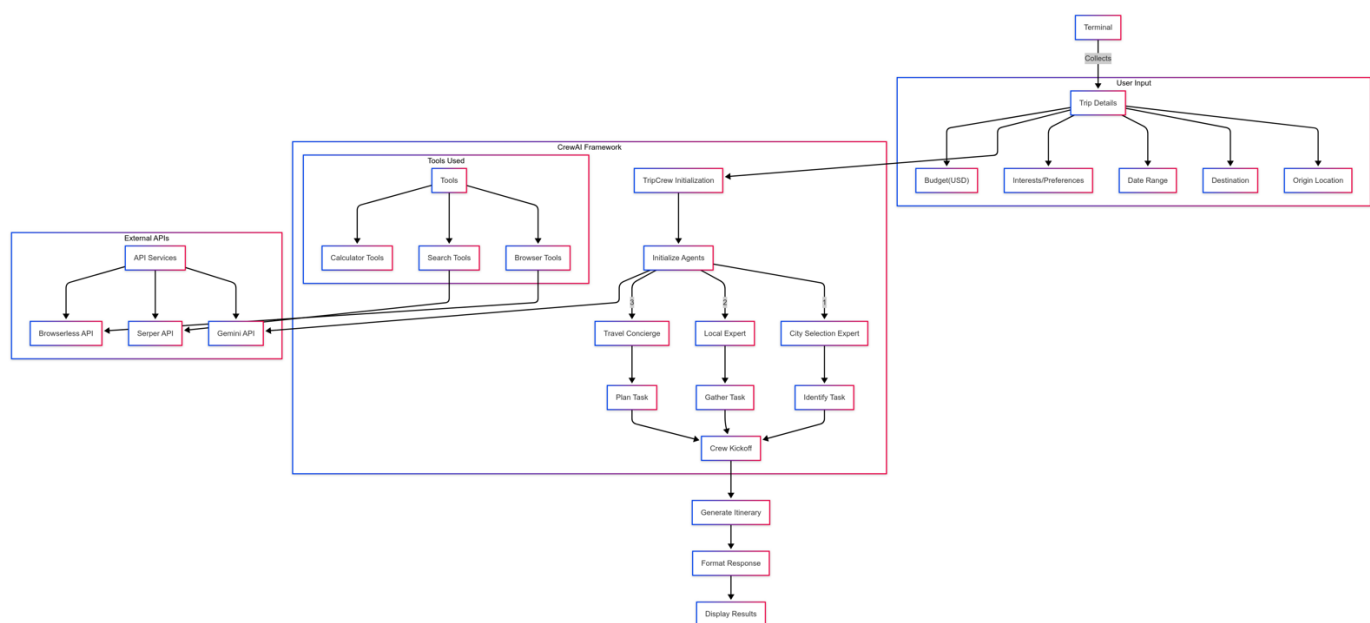 Terminal
Collects
User Input
Trip Details
Budget(USD)
Interests/Preferences
Date Range
Destination
Origin Location
CrewAI Framework
Tools Used
Tools
TripCrew Initialization
Calculator Tools
Search Tools
Browser Tools
Initialize Agents
External APIs
API Services
Browserless API
Serper API
Gemini API
3
2
1
Travel Concierge
Local Expert
City Selection Expert
Plan Task
Gather Task
Identify Task
Crew Kickoff
Generate Itinerary
Format Response
Display Results